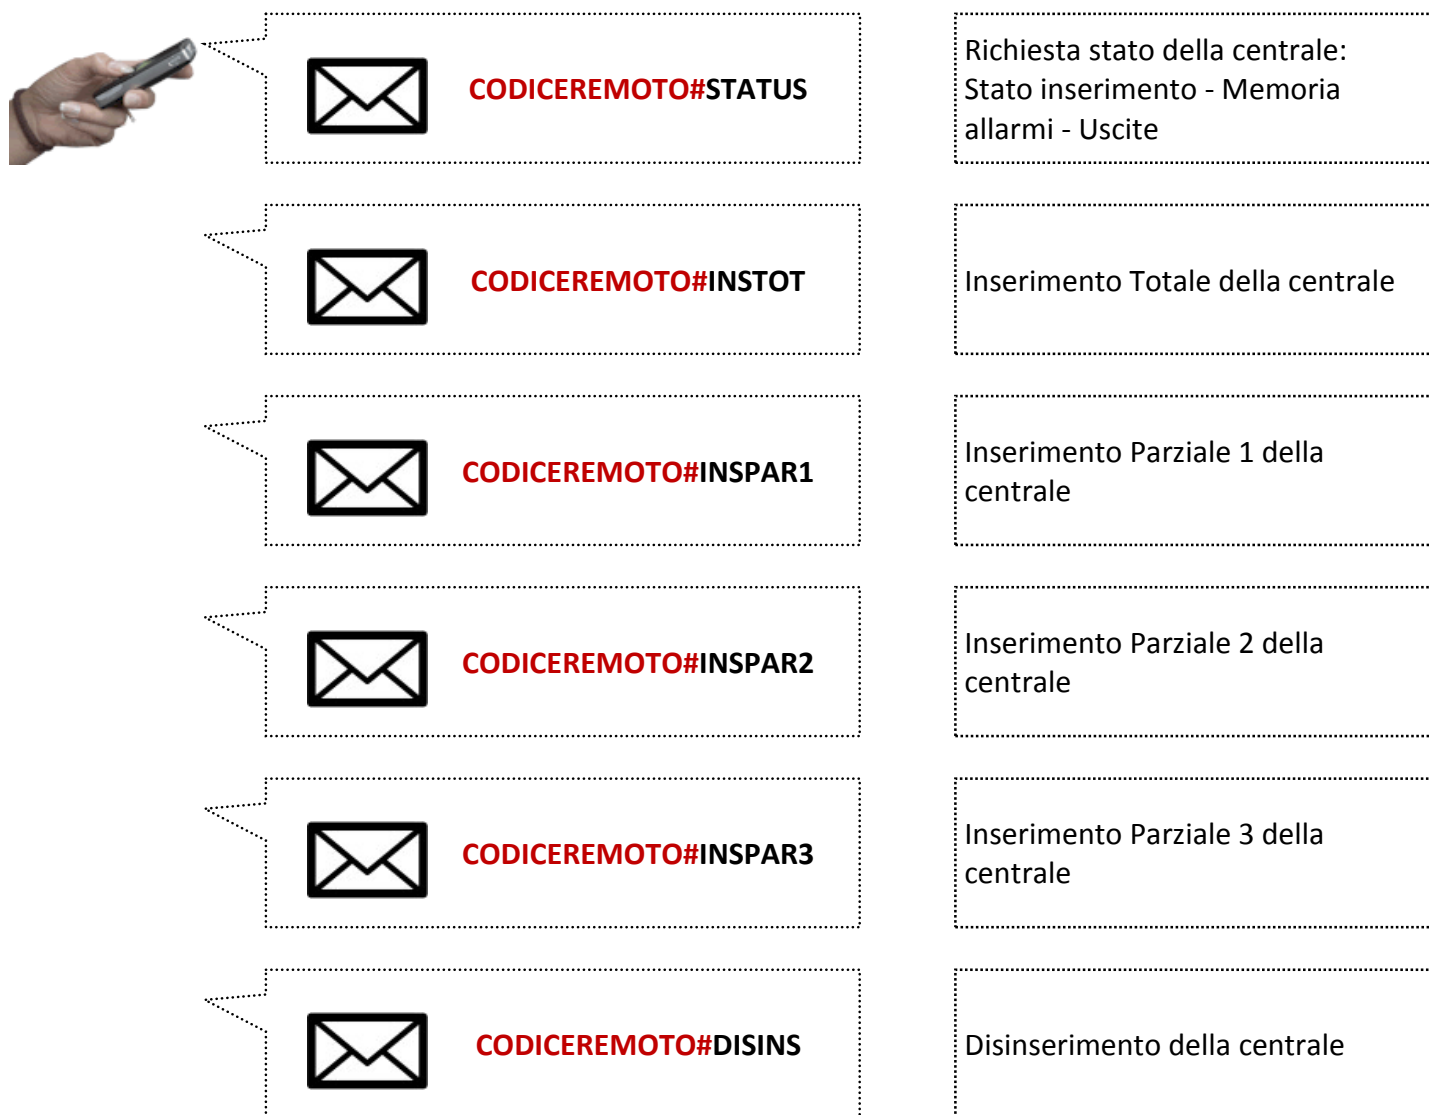 CODICEREMOTO#STATUS
Richiesta stato della centrale:
Stato inserimento - Memoria
allarmi - Uscite
CODICEREMOTO#INSTOT
Inserimento Totale della centrale
CODICEREMOTO#INSPAR1
Inserimento Parziale 1 della
centrale
CODICEREMOTO#INSPAR2
Inserimento Parziale 2 della
centrale
CODICEREMOTO#INSPAR3
Inserimento Parziale 3 della
centrale
CODICEREMOTO#DISINS
Disinserimento della centrale